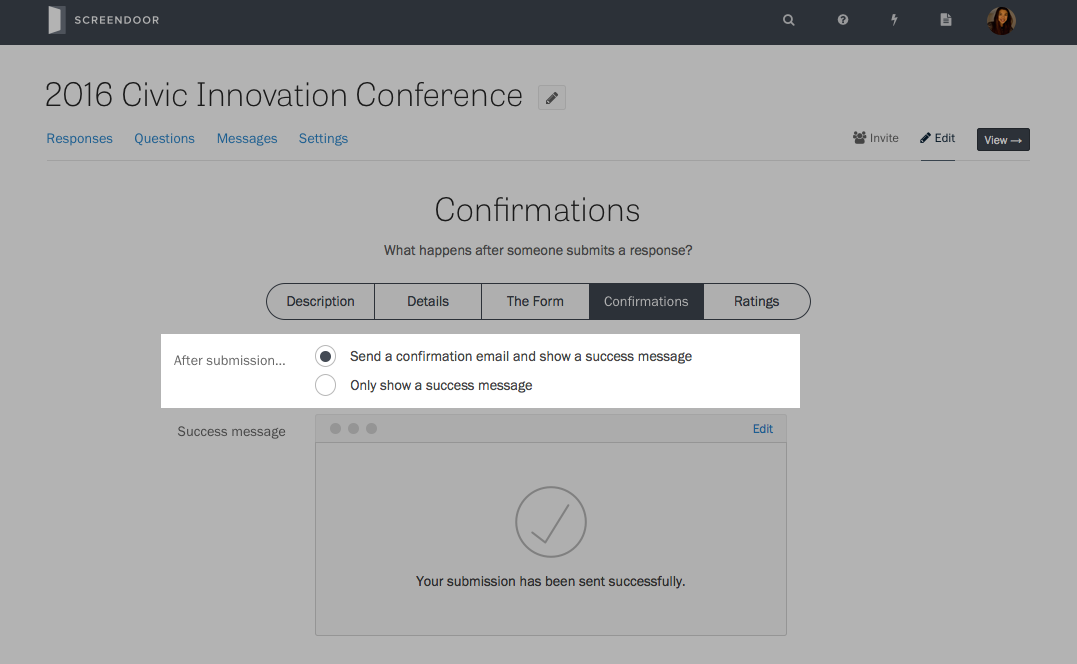 SCREENDOOR
2016 Civic Innovation Conference
Responses Questions Messages Settings Invite Edit View →
Confirmations
What happens after someone submits a response?
Description Details The Form Confirmations Ratings
After submission... Send a confirmation email and show a success message
Only show a success message
Success message Edit
Your submission has been sent successfully.